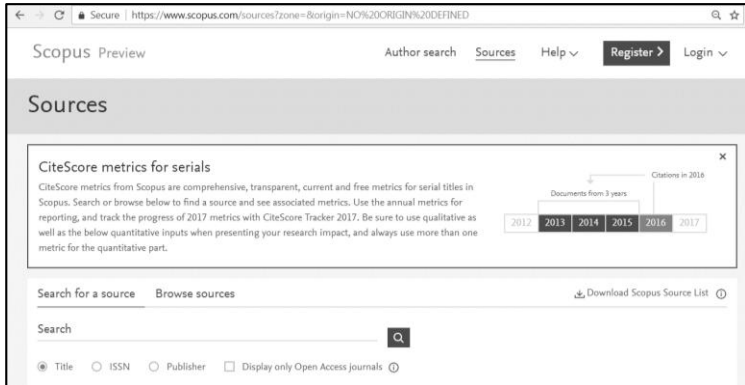 Secure | https://www.scopus.com/sources?zone=&origin=NO%20ORIGIN%20DEFINED
Scopus Preview
Author search Sources Help Register Login
Sources
CiteScore metrics for serials
CiteScore metrics from Scopus are comprehensive, transparent, current and free metrics for serial titles in
Scopus. Search or browse below to find a source and see associated metrics. Use the annual metrics for
reporting, and track the progress of 2017 metrics with CiteScore Tracker 2017. Be sure to use qualitative as
well as the below quantitative inputs when presenting your research impact, and always use more than one
metric for the quantitative part.
Citations in 2016
Documents from 3 years
2012 2013 2014 2015 2016 2017
Search for a source Browse sources Download Scopus Source List
Search
Title ISSN Publisher Display only Open Access journals